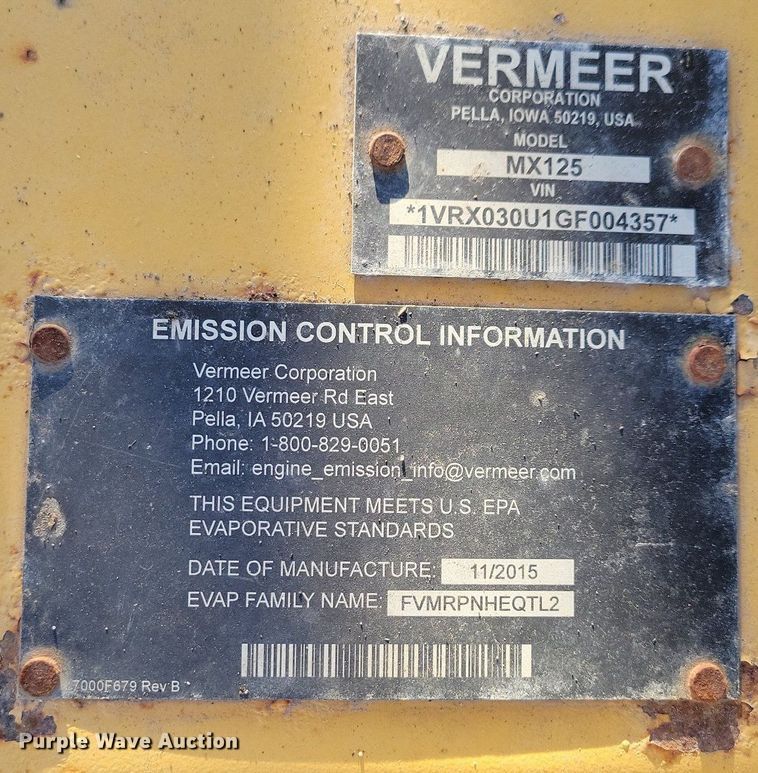 VERMEER
CORPORATION
PELLA, IOWA 50219, USA
MODEL
MX125
VIN
*1VRX030U1GF004357*
EMISSION CONTROL INFORMATION
Vermeer Corporation
1210 Vermeer Rd East
Pella, IA 50219 USA
Phone: 1-800-829-0051
Email: engine_emission_info@vermeer.com
THIS EQUIPMENT MEETS U.S. EPA
EVAPORATIVE STANDARDS
DATE OF MANUFACTURE: 11/2015
EVAP FAMILY NAME: FVMRPNHEQTL2
7000F679 Rev B
Purple Wave Auction